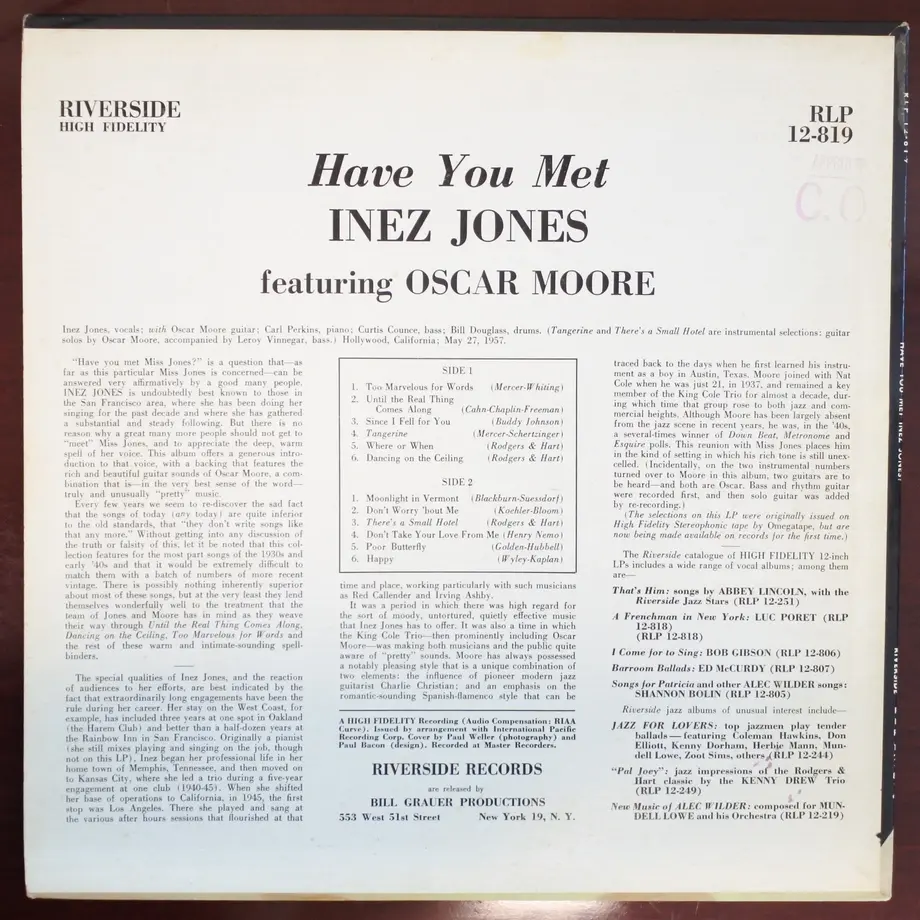 RIVERSIDE
HIGH FIDELITY
RLP
12-819
Have You Met
INEZ JONES
featuring OSCAR MOORE
Inez Jones, vocals; with Oscar Moore guitar; Carl Perkins, piano; Curtis Counce, bass; Bill Douglass, drums. (Tangerine and There's a Small Hotel are instrumental selections: guitar
solos by Oscar Moore, accompanied by Leroy Vinnegar, bass.) Hollywood, California; May 27, 1957.
"Have you met Miss Jones?" is a question that—as
far as this particular Miss Jones is concerned—can be
answered very affirmatively by a good many people.
INEZ JONES is undoubtedly best known to those in
the San Francisco area, where she has been doing her
singing for the past decade and where she has gathered
a substantial and steady following. But there is no
reason why a great many more people should not get to
"meet" Miss Jones, and to appreciate the deep, warm
spell of her voice. This album offers a generous intro-
duction to that voice, with a backing that features the
rich and beautiful guitar sounds of Oscar Moore, a com-
bination that is—in the very best sense of the word—
truly and unusually "pretty" music.
Every few years we seem to re-discover the sad fact
that the songs of today (any today) are quite inferior
to the old standards, that "they don't write songs like
that any more." Without getting into any discussion of
the truth or falsity of this, let it be noted that this col-
lection features for the most part songs of the 1930s and
early '40s and that it would be extremely difficult to
match them with a batch of numbers of more recent
vintage. There is possibly nothing inherently superior
about most of these songs, but at the very least they lend
themselves wonderfully well to the treatment that the
team of Jones and Moore has in mind as they weave
their way through Until the Real Thing Comes Along,
Dancing on the Ceiling, Too Marvelous for Words and
the rest of these warm and intimate-sounding spell-
binders.
The special qualities of Inez Jones, and the reaction
of audiences to her efforts, are best indicated by the
fact that extraordinarily long engagements have been the
rule during her career. Her stay on the West Coast, for
example, has included three years at one spot in Oakland
(the Harem Club) and better than a half-dozen years at
the Rainbow Inn in San Francisco. Originally a pianist
(she still mixes playing and singing on the job, though
not on this LP), Inez began her professional life in her
home town of Memphis, Tennessee, and then moved on
to Kansas City, where she led a trio during a five-year
engagement at one club (1940-45). When she shifted
her base of operations to California, in 1945, the first
stop was Los Angeles. There she played and sang at
the various after hours sessions that flourished at that
SIDE 1
1. Too Marvelous for Words (Mercer-Whiting)
2. Until the Real Thing
Comes Along (Cahn-Chaplin-Freeman)
3. Since I Fell for You (Buddy Johnson)
4. Tangerine (Mercer-Schertzinger)
5. Where or When (Rodgers & Hart)
6. Dancing on the Ceiling (Rodgers & Hart)
SIDE 2
1. Moonlight in Vermont (Blackburn-Suessdorf)
2. Don't Worry 'bout Me (Koehler-Bloom)
3. There's a Small Hotel (Rodgers & Hart)
4. Don't Take Your Love From Me (Henry Nemo)
5. Poor Butterfly (Golden-Hubbell)
6. Happy (Wyley-Kaplan)
time and place, working particularly with such musicians
as Red Callender and Irving Ashby.
It was a period in which there was high regard for
the sort of moody, untortured, quietly effective music
that Inez Jones has to offer. It was also a time in which
the King Cole Trio—then prominently including Oscar
Moore—was making both musicians and the public quite
aware of "pretty" sounds. Moore has always possessed
a notably pleasing style that is a unique combination of
two elements: the influence of pioneer modern jazz
guitarist Charlie Christian; and an emphasis on the
romantic-sounding Spanish-flamenco style that can be
A HIGH FIDELITY Recording (Audio Compensation: RIAA
Curve). Issued by arrangement with International Pacific
Recording Corp. Cover by Paul Weller (photography) and
Paul Bacon (design). Recorded at Master Recorders.
RIVERSIDE RECORDS
are released by
BILL GRAUER PRODUCTIONS
553 West 51st Street New York 19, N. Y.
traced back to the days when he first learned his instru-
ment as a boy in Austin, Texas. Moore joined with Nat
Cole when he was just 21, in 1937, and remained a key
member of the King Cole Trio for almost a decade, dur-
ing which time that group rose to both jazz and com-
mercial heights. Although Moore has been largely absent
from the jazz scene in recent years, he was, in the '40s,
a several-times winner of Down Beat, Metronome and
Esquire polls. This reunion with Miss Jones places him
in the kind of setting in which his rich tone is still unex-
celled. (Incidentally, on the two instrumental numbers
turned over to Moore in this album, two guitars are to
be heard—and both are Oscar. Bass and rhythm guitar
were recorded first, and then solo guitar was added
by re-recording.)
(The selections on this LP were originally issued on
High Fidelity Stereophonic tape by Omegatape, but are
now being made available on records for the first time.)
The Riverside catalogue of HIGH FIDELITY 12-inch
LPs includes a wide range of vocal albums; among them
are—
That's Him: songs by ABBEY LINCOLN, with the
Riverside Jazz Stars (RLP 12-251)
A Frenchman in New York: LUC PORET (RLP
12-818)
(RLP 12-818)
I Come for to Sing: BOB GIBSON (RLP 12-806)
Barroom Ballads: ED McCURDY (RLP 12-807)
Songs for Patricia and other ALEC WILDER songs:
SHANNON BOLIN (RLP 12-805)
Riverside jazz albums of unusual interest include—
JAZZ FOR LOVERS: top jazzmen play tender
ballads—featuring Coleman Hawkins, Don
Elliott, Kenny Dorham, Herbie Mann, Mun-
dell Lowe, Zoot Sims, others (RLP 12-244)
"Pal Joey": jazz impressions of the Rodgers &
Hart classic by the KENNY DREW Trio
(RLP 12-249)
New Music of ALEC WILDER: composed for MUN-
DELL LOWE and his Orchestra (RLP 12-219)
HAVE YOU MET INEZ JONES?
RIVERSIDE